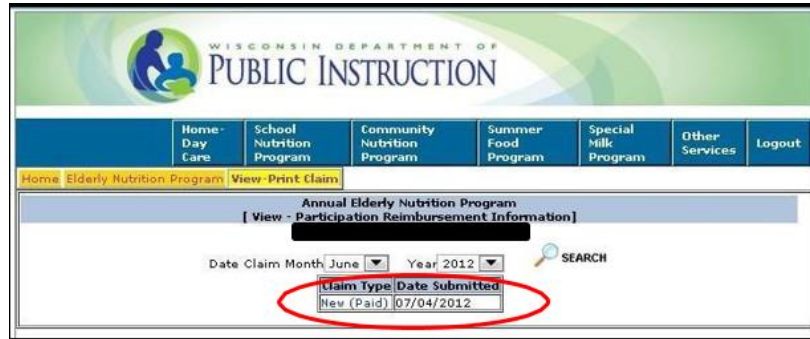 WISCONSIN DEPARTMENT OF
PUBLIC INSTRUCTION
Home-Day Care School Nutrition Program Community Nutrition Program Summer Food Program Special Milk Program Other Services Logout
Home Elderly Nutrition Program View-Print Claim
Annual Elderly Nutrition Program
[ View - Participation Reimbursement Information]
Date Claim Month June Year 2012 SEARCH
Claim Type Date Submitted
New (Paid) 07/04/2012